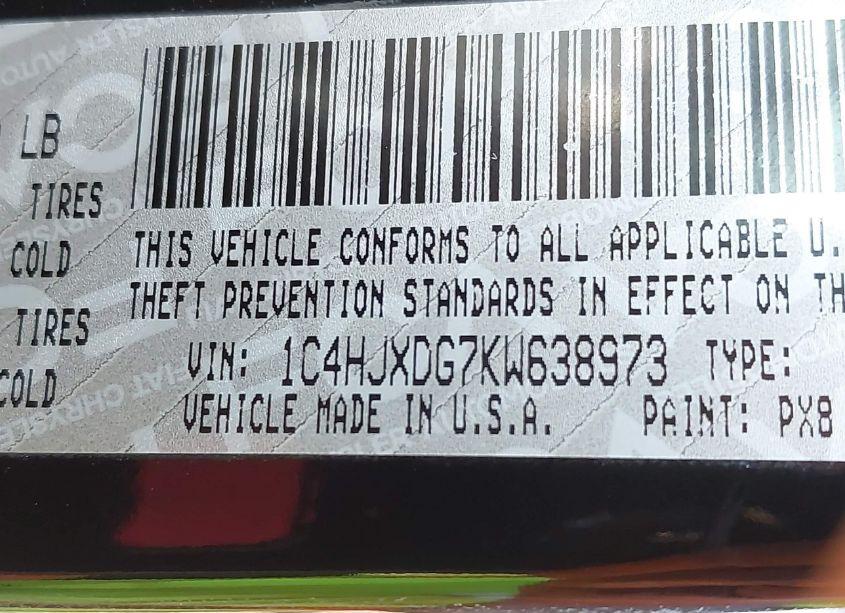 LB
TIRES
COLD
THIS VEHICLE CONFORMS TO ALL APPLICABLE U.
THEFT PREVENTION STANDARDS IN EFFECT ON TH
TIRES
VIN: 1C4HJXDG7KW638973 TYPE:
COLD
VEHICLE MADE IN U.S.A. PAINT: PX8